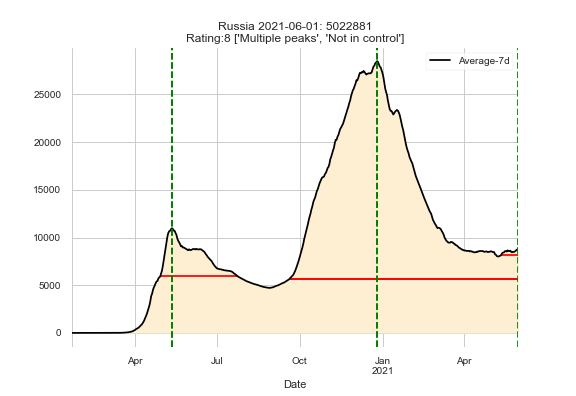 Russia 2021-06-01: 5022881
Rating:8 ['Multiple peaks', 'Not in control']
Average-7d
25000
20000
15000
10000
5000
0
Apr
Jul
Oct
Jan
2021
Apr
Date